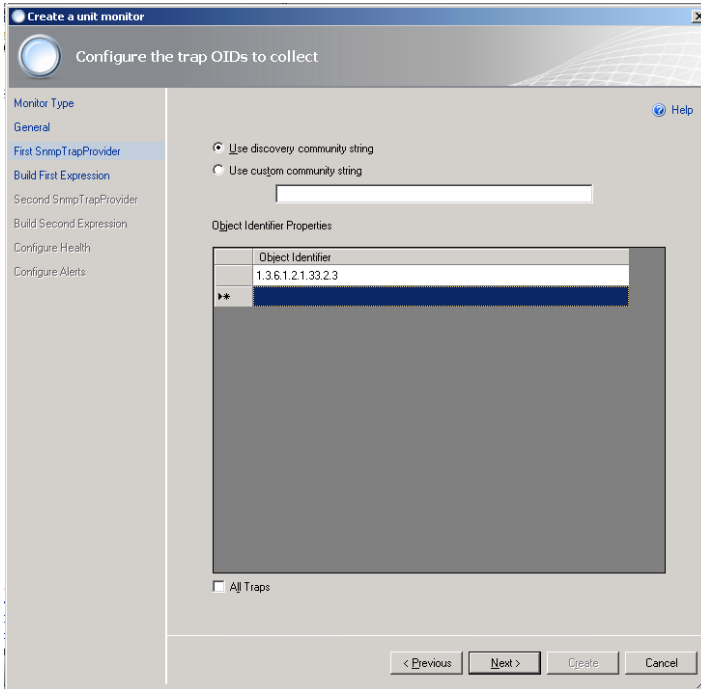 Create a unit monitor
Configure the trap OIDs to collect
Monitor Type
General
First SnmpTrapProvider
Build First Expression
Second SnmpTrapProvider
Build Second Expression
Configure Health
Configure Alerts
Help
Use discovery community string
Use custom community string
Object Identifier Properties
Object Identifier
1.3.6.1.2.1.33.2.3
All Traps
< Previous
Next >
Create
Cancel